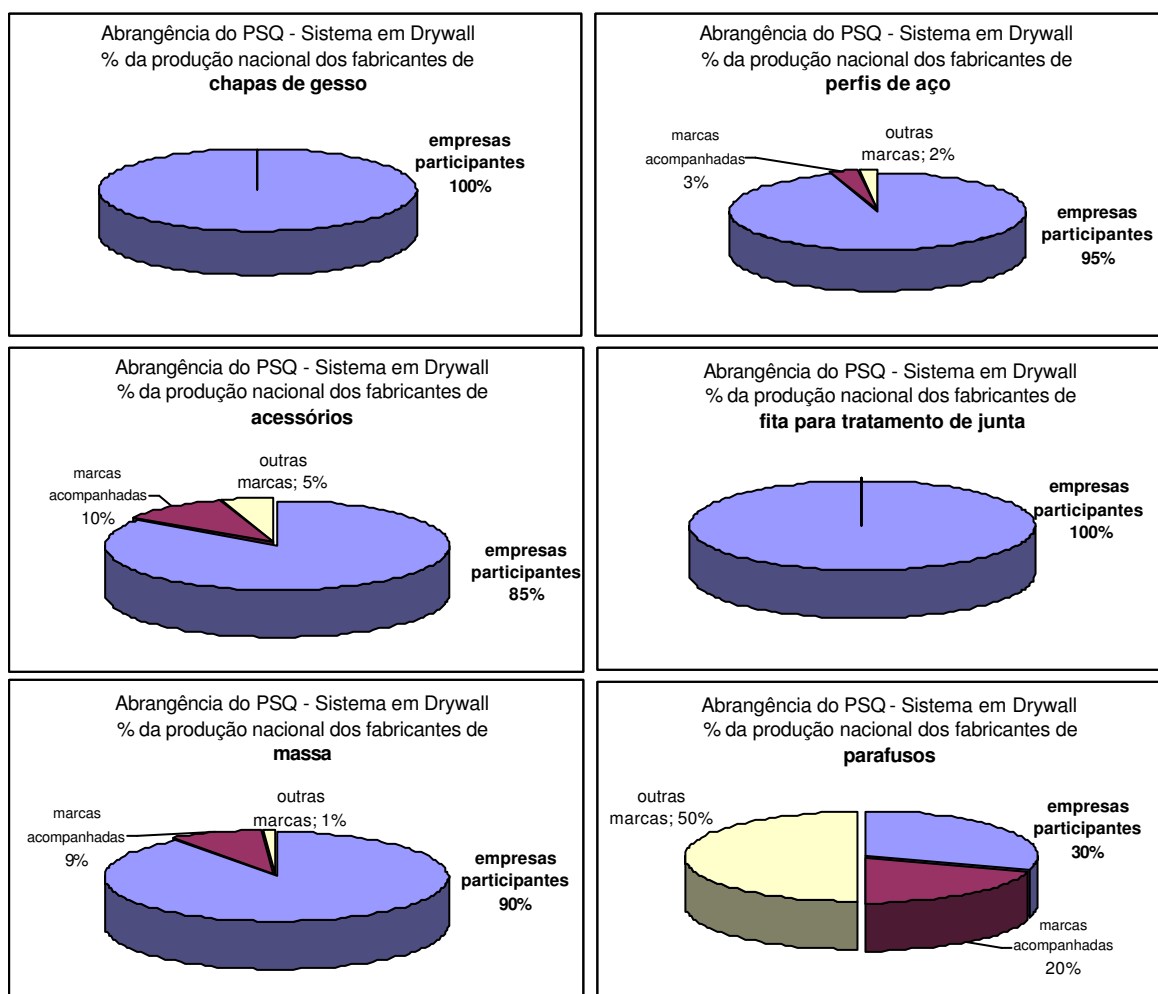 Abrangência do PSQ - Sistema em Drywall
% da produção nacional dos fabricantes de
chapas de gesso
empresas
participantes
100%
Abrangência do PSQ - Sistema em Drywall
% da produção nacional dos fabricantes de
perfis de aço
marcas
acompanhadas
3%
outras
marcas; 2%
empresas
participantes
95%
Abrangência do PSQ - Sistema em Drywall
% da produção nacional dos fabricantes de
acessórios
marcas
acompanhadas
10%
outras
marcas; 5%
empresas
participantes
85%
Abrangência do PSQ - Sistema em Drywall
% da produção nacional dos fabricantes de
fita para tratamento de junta
empresas
participantes
100%
Abrangência do PSQ - Sistema em Drywall
% da produção nacional dos fabricantes de
massa
marcas
acompanhadas
9%
outras
marcas; 1%
empresas
participantes
90%
Abrangência do PSQ - Sistema em Drywall
% da produção nacional dos fabricantes de
parafusos
outras
marcas; 50%
empresas
participantes
30%
marcas
acompanhadas
20%